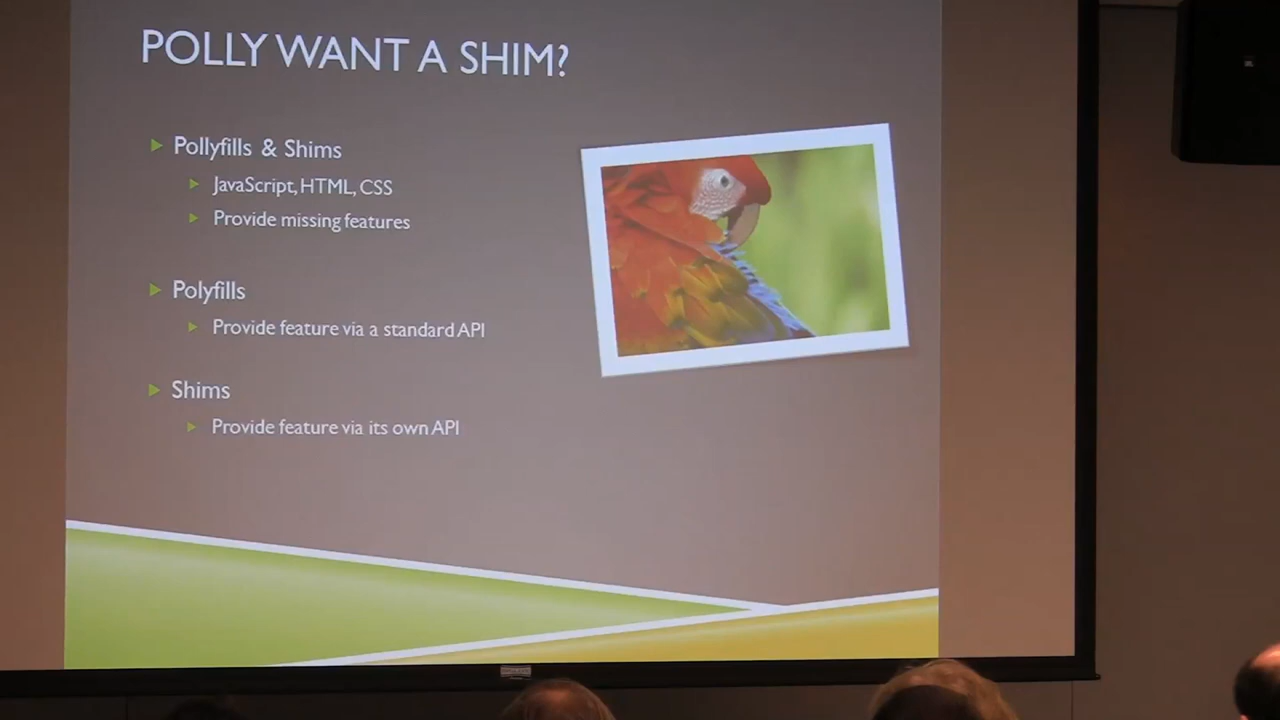 POLLY WANT A SHIM?
Pollyfills & Shims
JavaScript, HTML, CSS
Provide missing features
Polyfills
Provide feature via a standard API
Shims
Provide feature via its own API